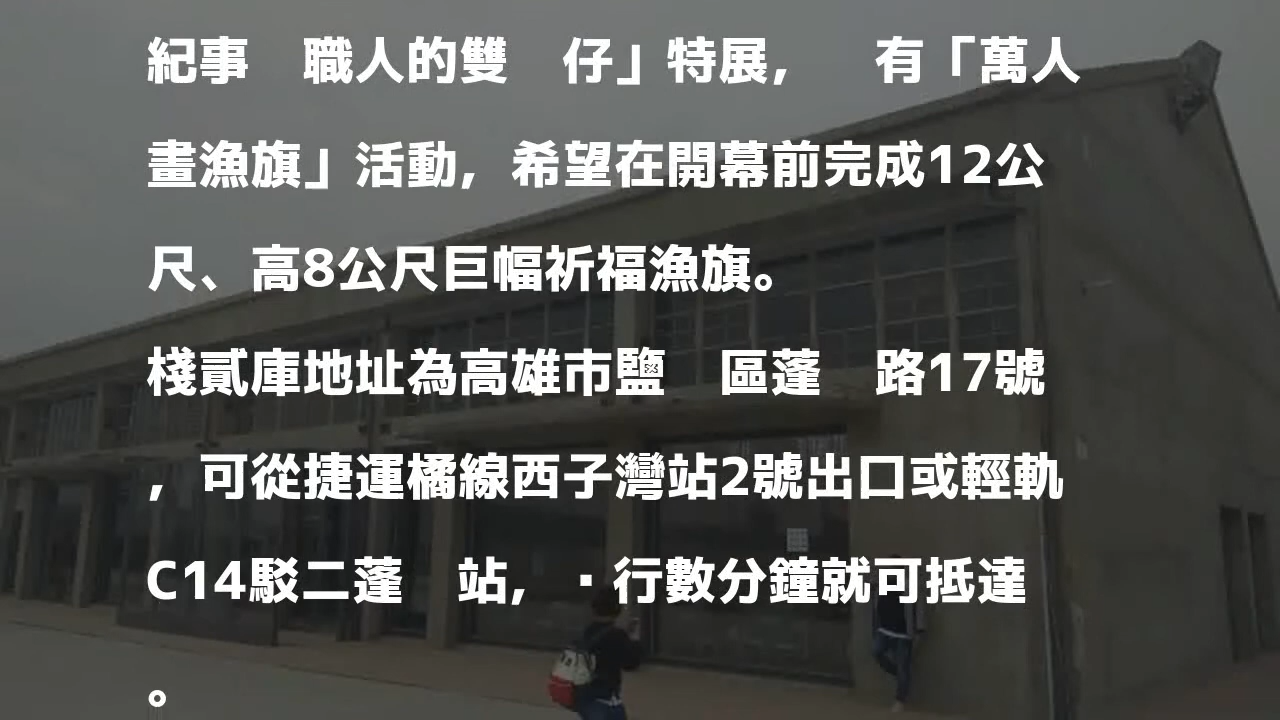 紀事　職人的雙　仔」特展，　有「萬人
畫漁旗」活動，希望在開幕前完成12公
尺、高8公尺巨幅祈福漁旗。
棧貳庫地址為高雄市鹽　區蓬　路17號
，可從捷運橘線西子灣站2號出口或輕軌
C14駁二蓬　站，▪行數分鐘就可抵達
。